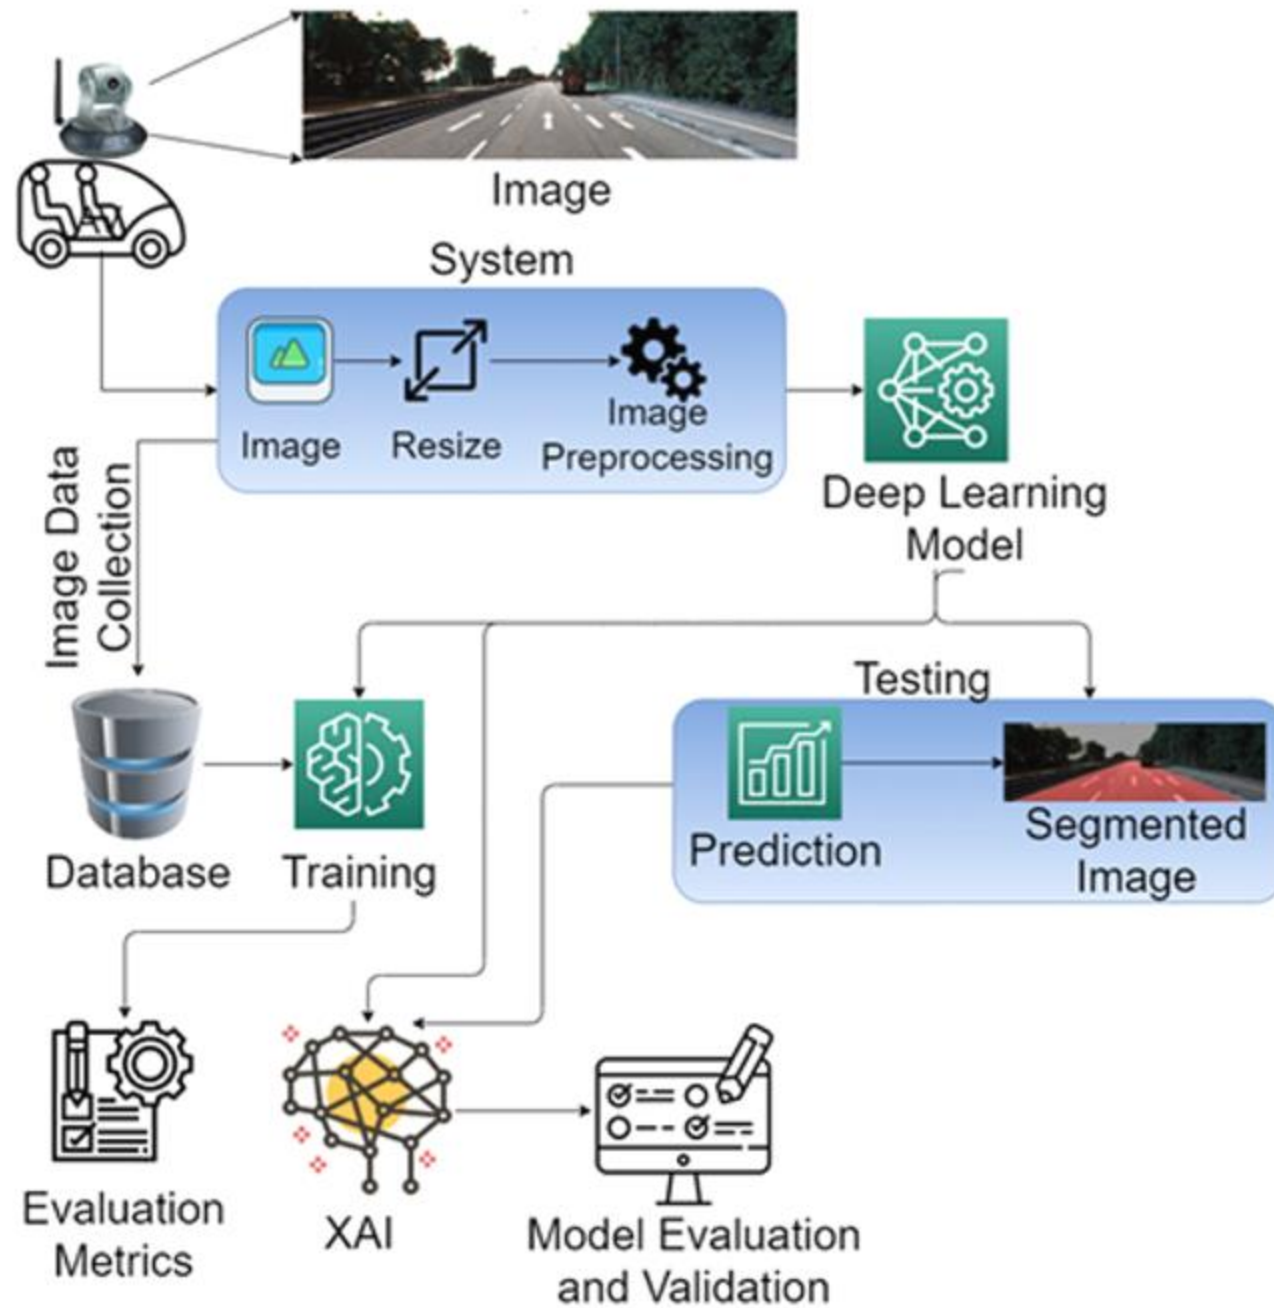 Image
System
Image
Resize
Image
Preprocessing
Deep Learning
Model
Image Data
Collection
Testing
Database
Training
Prediction
Segmented
Image
Evaluation
Metrics
XAI
Model Evaluation
and Validation